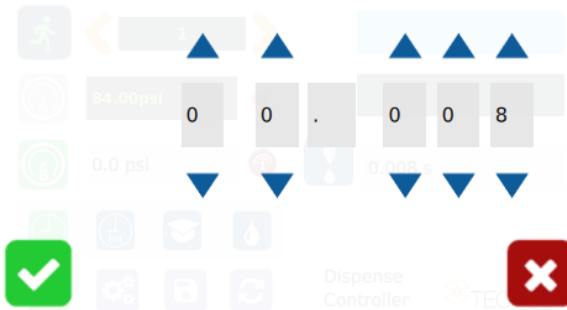 1
84.00psi
0 0 . 0 0 8
0.0 psi
0.008 s
Dispense
Controller